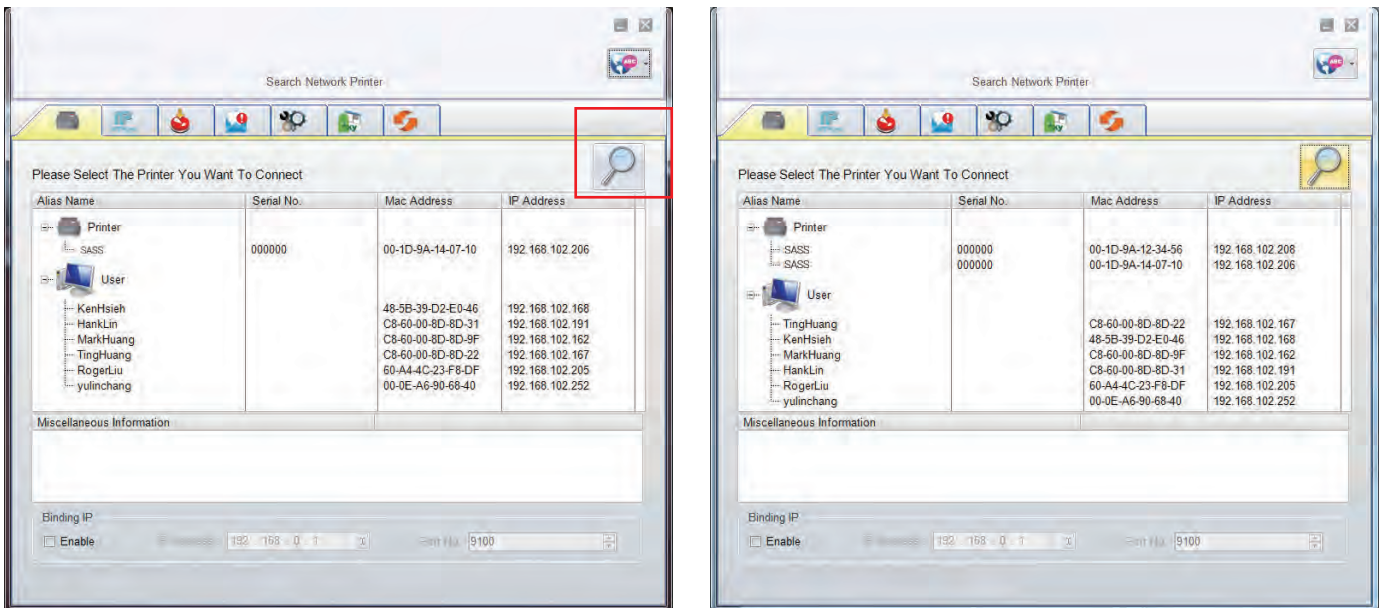 ABC
Search Network Printer
Please Select The Printer You Want To Connect
Alias Name Serial No. Mac Address IP Address
Printer
SASS 000000 00-1D-9A-14-07-10 192.168.102.206
User
KenHsieh 48-5B-39-D2-E0-46 192.168.102.168
HankLin C8-60-00-8D-8D-31 192.168.102.191
MarkHuang C8-60-00-8D-8D-9F 192.168.102.162
TingHuang C8-60-00-8D-8D-22 192.168.102.167
RogerLiu 60-A4-4C-23-F8-DF 192.168.102.205
yulinchang 00-0E-A6-90-68-40 192.168.102.252
Miscellaneous Information
Binding IP
Enable 192 168 0 1 Port No. 9100
ABC
Search Network Printer
Please Select The Printer You Want To Connect
Alias Name Serial No. Mac Address IP Address
Printer
SASS 000000 00-1D-9A-12-34-56 192.168.102.208
SASS 000000 00-1D-9A-14-07-10 192.168.102.206
User
TingHuang C8-60-00-8D-8D-22 192.168.102.167
KenHsieh 48-5B-39-D2-E0-46 192.168.102.168
MarkHuang C8-60-00-8D-8D-9F 192.168.102.162
HankLin C8-60-00-8D-8D-31 192.168.102.191
RogerLiu 60-A4-4C-23-F8-DF 192.168.102.205
yulinchang 00-0E-A6-90-68-40 192.168.102.252
Miscellaneous Information
Binding IP
Enable 192 168 0 1 Port No. 9100